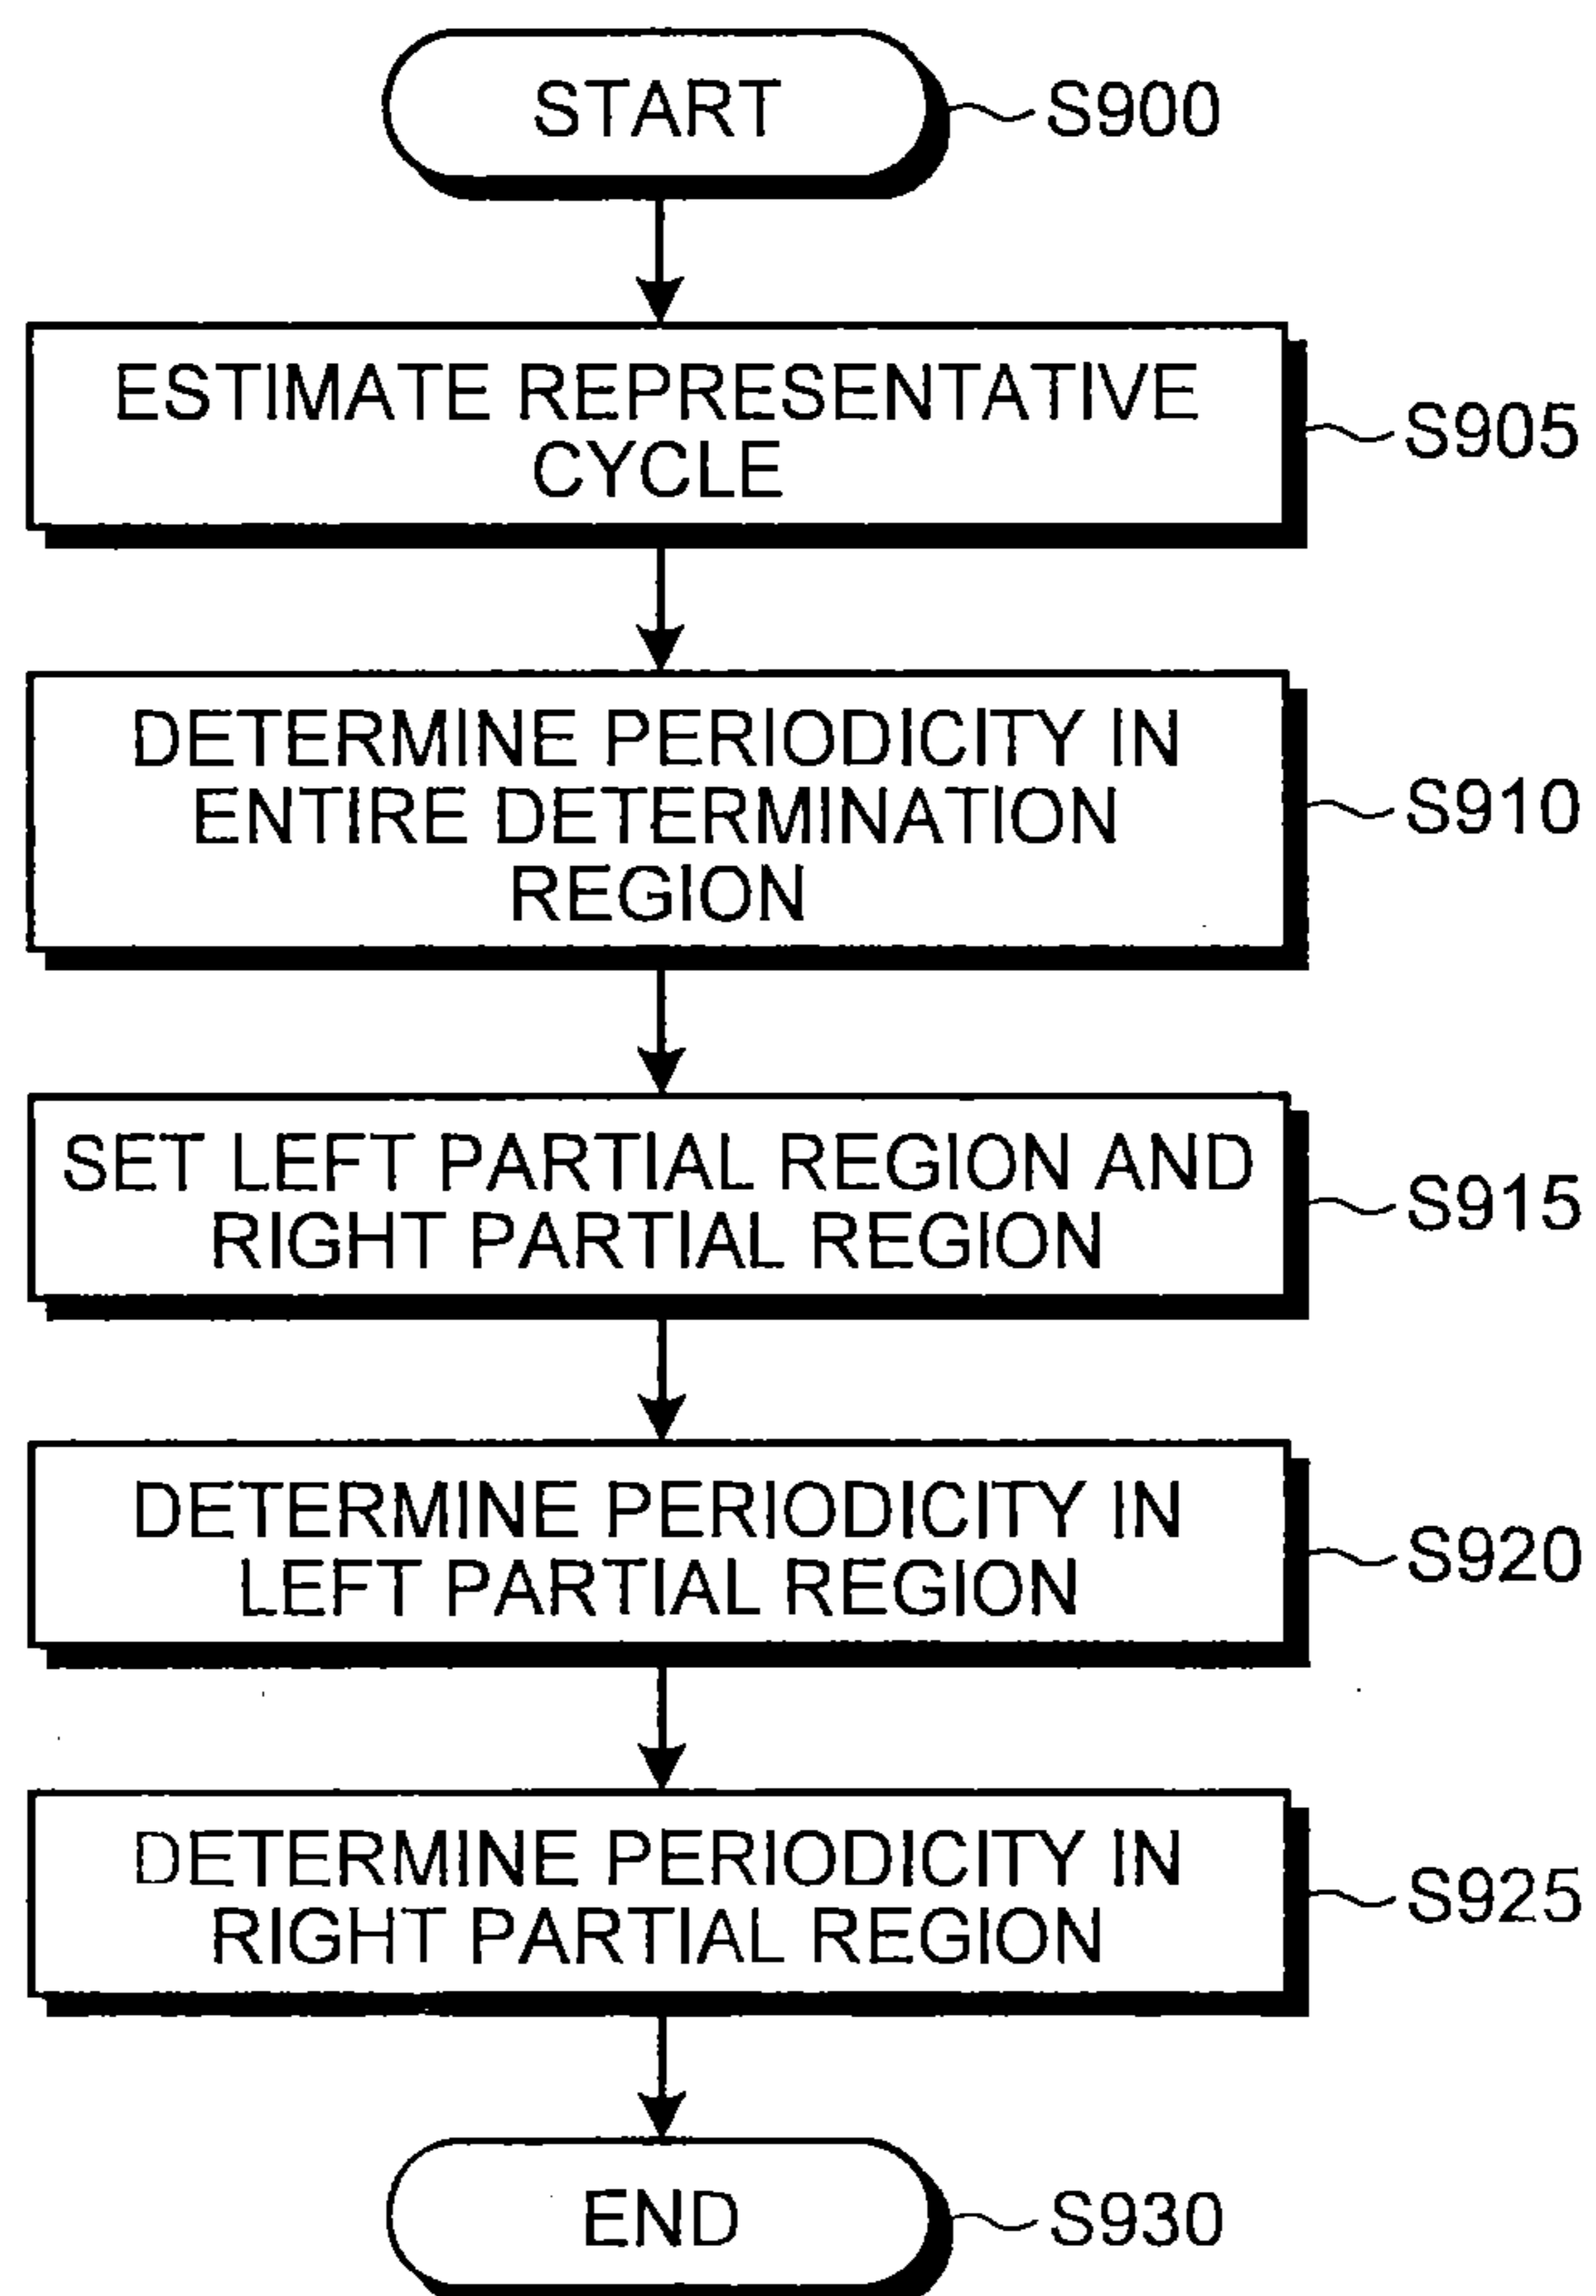 START
S900
ESTIMATE REPRESENTATIVE
CYCLE
S905
DETERMINE PERIODICITY IN
ENTIRE DETERMINATION
REGION
S910
SET LEFT PARTIAL REGION AND
RIGHT PARTIAL REGION
S915
DETERMINE PERIODICITY IN
LEFT PARTIAL REGION
S920
DETERMINE PERIODICITY IN
RIGHT PARTIAL REGION
S925
END
S930